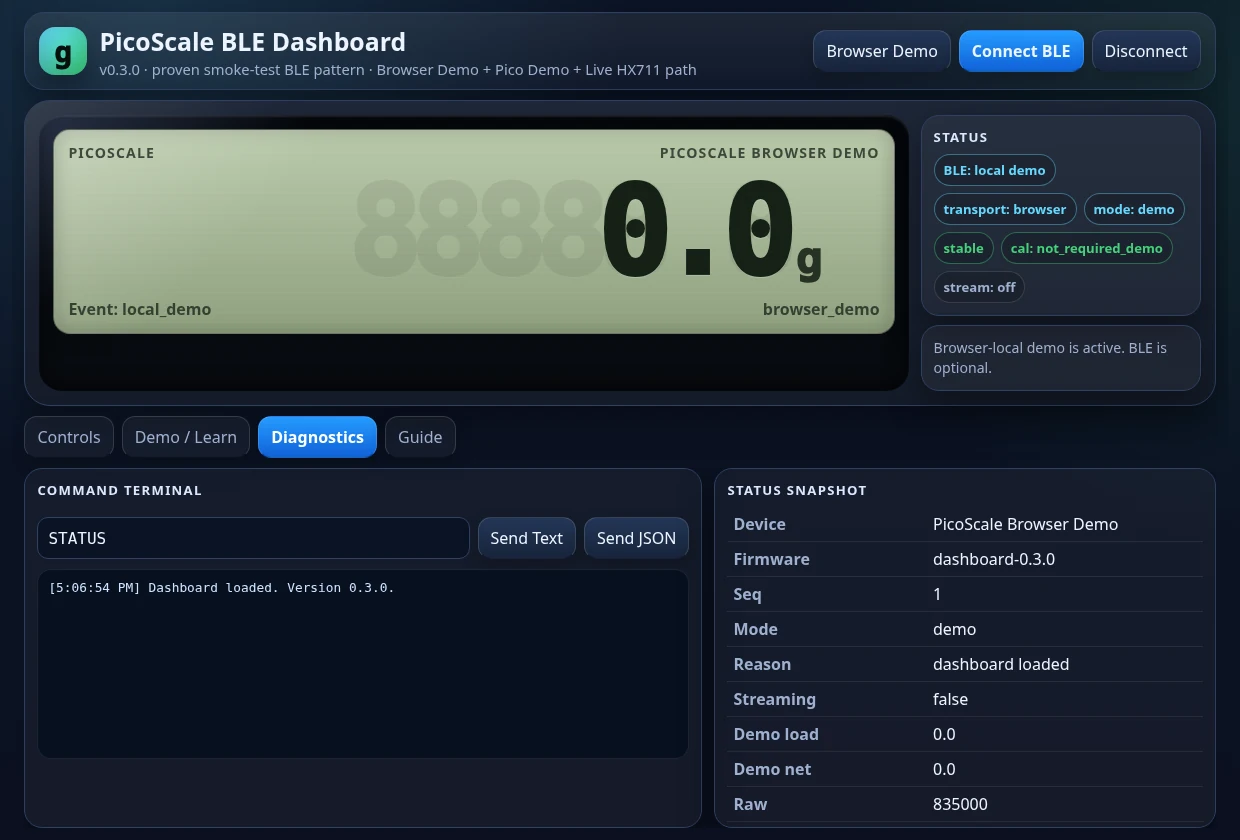 g
PicoScale BLE Dashboard
v0.3.0 · proven smoke-test BLE pattern · Browser Demo + Pico Demo + Live HX711 path
Browser Demo
Connect BLE
Disconnect
PICOSCALE
PICOSCALE BROWSER DEMO
88880.0g
Event: local_demo
browser_demo
STATUS
BLE: local demo
transport: browser
mode: demo
stable
cal: not_required_demo
stream: off
Browser-local demo is active. BLE is
optional.
Controls
Demo / Learn
Diagnostics
Guide
COMMAND TERMINAL
STATUS
Send Text
Send JSON
[5:06:54 PM] Dashboard loaded. Version 0.3.0.
STATUS SNAPSHOT
Device PicoScale Browser Demo
Firmware dashboard-0.3.0
Seq 1
Mode demo
Reason dashboard loaded
Streaming false
Demo load 0.0
Demo net 0.0
Raw 835000